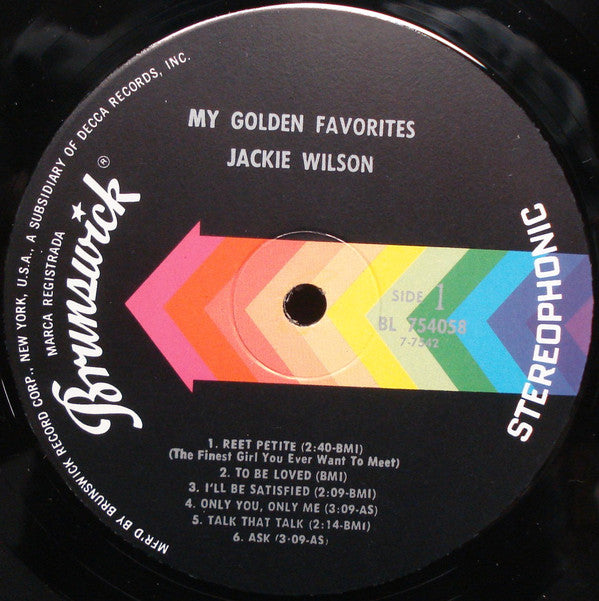 MY GOLDEN FAVORITES
JACKIE WILSON
Brunswick®
MARCA REGISTRADA
MFR'D BY BRUNSWICK RECORD CORP., NEW YORK, U.S.A., A SUBSIDIARY OF DECCA RECORDS, INC.
STEREOPHONIC
SIDE 1
BL 754058
7-7542
1. REET PETITE (2:40-BMI)
(The Finest Girl You Ever Want To Meet)
2. TO BE LOVED (BMI)
3. I'LL BE SATISFIED (2:09-BMI)
4. ONLY YOU, ONLY ME (3:09-AS)
5. TALK THAT TALK (2:14-BMI)
6. ASK (3:09-AS)